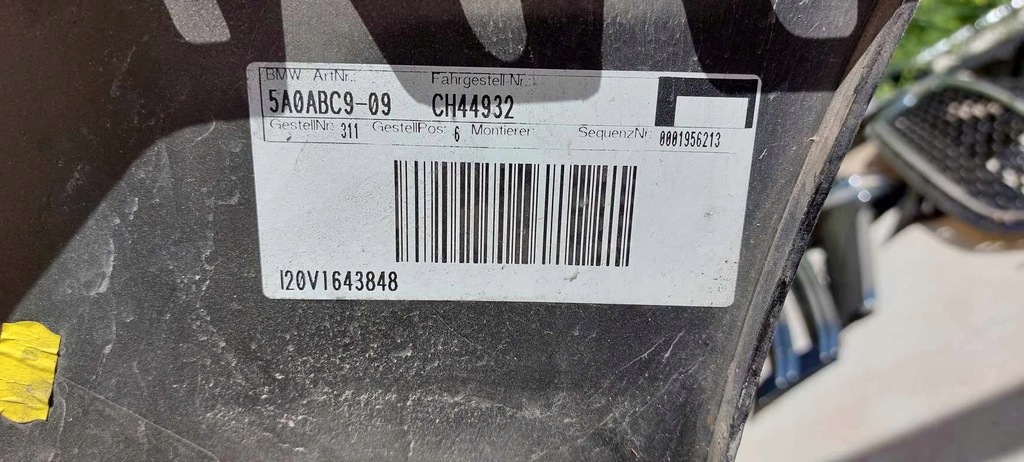 BMW ArtNr.: Fahrgestell-Nr.:
5A0ABC9-09 CH44932
GestellNr: 311 GestellPos: 6 Montierer: SequenzNr: 0001956213
I20V1643848